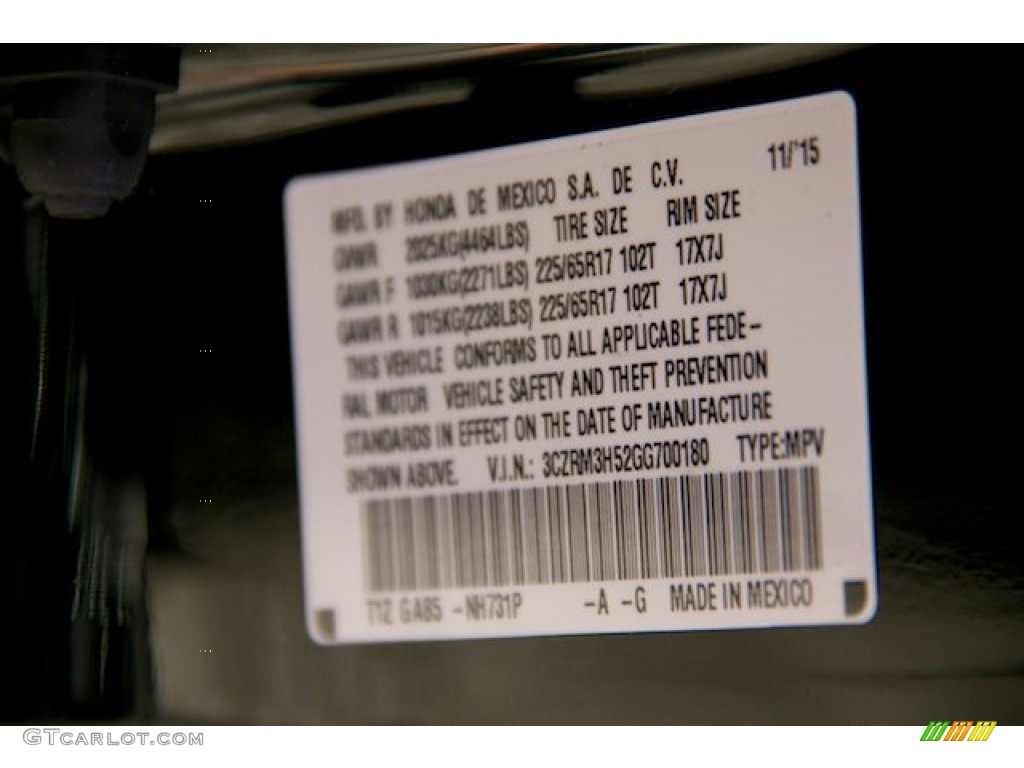 11/'15
MFD. BY HONDA DE MEXICO S.A. DE C.V.
GVWR 2025KG(4464LBS) TIRE SIZE RIM SIZE
GAWR F 1030KG(2271LBS) 225/65R17 102T 17X7J
GAWR R 1015KG(2238LBS) 225/65R17 102T 17X7J
THIS VEHICLE CONFORMS TO ALL APPLICABLE FEDE-
RAL MOTOR VEHICLE SAFETY AND THEFT PREVENTION
STANDARDS IN EFFECT ON THE DATE OF MANUFACTURE
SHOWN ABOVE. V.I.N.: 3CZRM3H52GG700180 TYPE:MPV
T1Z GA85 -NH731P -A -G MADE IN MEXICO
GTCARLOT.COM